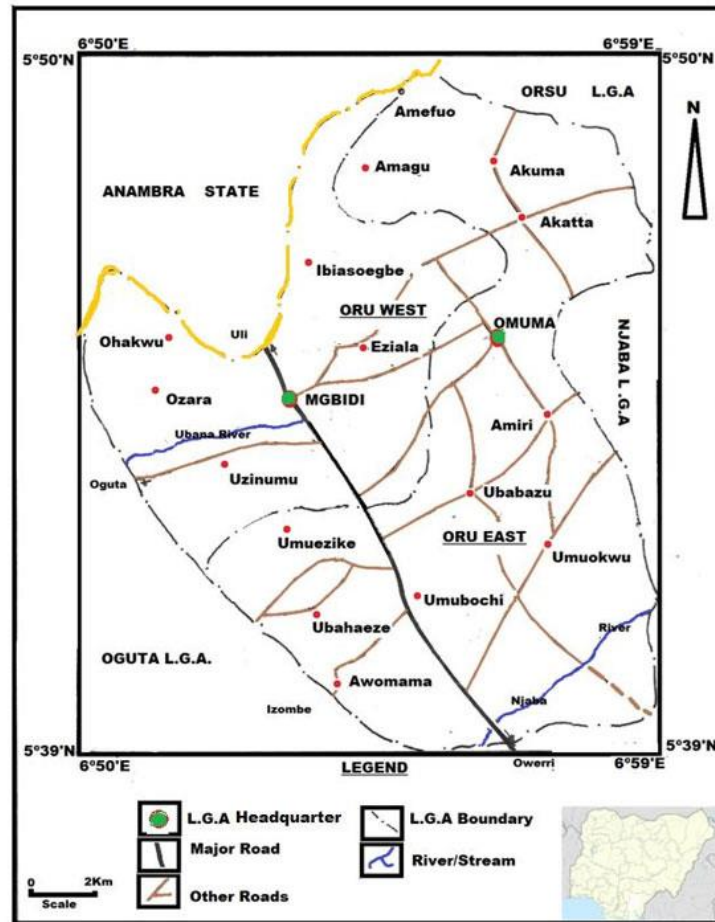 6°50'E 6°59'E
5°50'N 5°50'N
ORSU L.G.A
N
Amefuo
Amagu
Akuma
ANAMBRA STATE
Akatta
Ibiasoegbe
ORU WEST
OMUMA
NJABA L.G.A
Uli
Ohakwu
Eziala
Ozara
MGBIDI
Amiri
Ubana River
Uzinumu
Oguta
Ubabazu
Umuezike
ORU EAST
Umuokwu
Umubochi
Ubahaeze
River
OGUTA L.G.A.
Awomama
Njaba
Izombe
5°39'N 5°39'N
6°50'E 6°59'E
Owerri
LEGEND
L.G.A Headquarter
L.G.A Boundary
Major Road
River/Stream
Other Roads
0 2Km
Scale